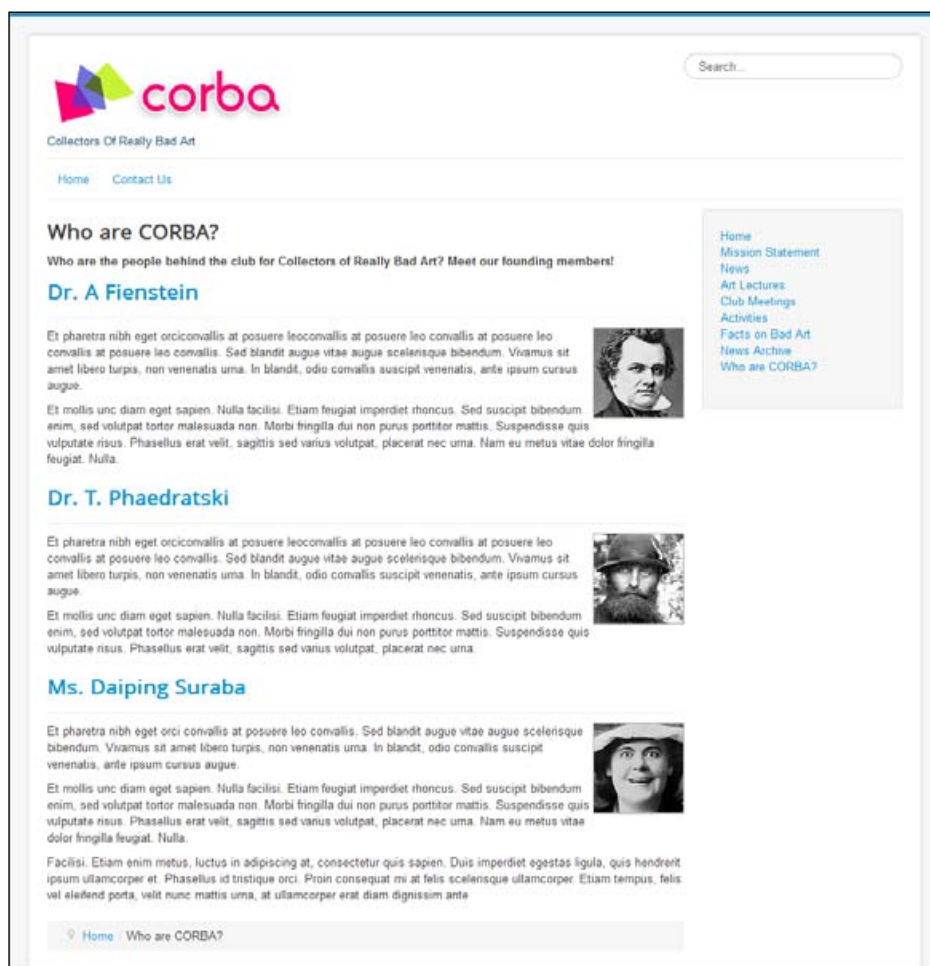 Search...
corba
Collectors Of Really Bad Art
Home Contact Us
Who are CORBA?
Who are the people behind the club for Collectors of Really Bad Art? Meet our founding members!
Dr. A Fienstein
Et pharetra nibh eget orciconvallis at posuere leoconvallis at posuere leo convallis at posuere leo
convallis at posuere leo convallis. Sed blandit augue vitae augue scelerisque bibendum. Vivamus sit
amet libero turpis, non venenatis urna. In blandit, odio convallis suscipit venenatis, ante ipsum cursus
augue.
Et mollis unc diam eget sapien. Nulla facilisi. Etiam feugiat imperdiet rhoncus. Sed suscipit bibendum
enim, sed volutpat tortor malesuada non. Morbi fringilla dui non purus porttitor mattis. Suspendisse quis
vulputate risus. Phasellus erat velit, sagittis sed varius volutpat, placerat nec urna. Nam eu metus vitae dolor fringilla
feugiat. Nulla.
Dr. T. Phaedratski
Et pharetra nibh eget orciconvallis at posuere leoconvallis at posuere leo convallis at posuere leo
convallis at posuere leo convallis. Sed blandit augue vitae augue scelerisque bibendum. Vivamus sit
amet libero turpis, non venenatis urna. In blandit, odio convallis suscipit venenatis, ante ipsum cursus
augue.
Et mollis unc diam eget sapien. Nulla facilisi. Etiam feugiat imperdiet rhoncus. Sed suscipit bibendum
enim, sed volutpat tortor malesuada non. Morbi fringilla dui non purus porttitor mattis. Suspendisse quis
vulputate risus. Phasellus erat velit, sagittis sed varius volutpat, placerat nec urna.
Ms. Daiping Suraba
Et pharetra nibh eget orci convallis at posuere leo convallis. Sed blandit augue vitae augue scelerisque
bibendum. Vivamus sit amet libero turpis, non venenatis urna. In blandit, odio convallis suscipit
venenatis, ante ipsum cursus augue.
Et mollis unc diam eget sapien. Nulla facilisi. Etiam feugiat imperdiet rhoncus. Sed suscipit bibendum
enim, sed volutpat tortor malesuada non. Morbi fringilla dui non purus porttitor mattis. Suspendisse quis
vulputate risus. Phasellus erat velit, sagittis sed varius volutpat, placerat nec urna. Nam eu metus vitae
dolor fringilla feugiat. Nulla.
Facilisi. Etiam enim metus, luctus in adipiscing at, consectetur quis sapien. Duis imperdiet egestas ligula, quis hendrerit
ipsum ullamcorper et. Phasellus id tristique orci. Proin consequat mi at felis scelerisque ullamcorper. Etiam tempus, felis
vel eleifend porta, velit nunc mattis urna, at ullamcorper erat diam dignissim ante
Home / Who are CORBA?
Home
Mission Statement
News
Art Lectures
Club Meetings
Activities
Facts on Bad Art
News Archive
Who are CORBA?